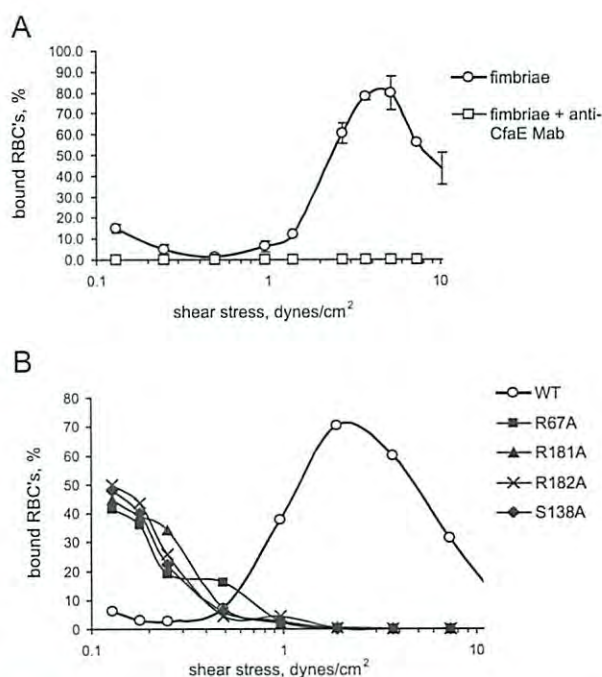 A
100.0
90.0
80.0
70.0
60.0
50.0
40.0
30.0
20.0
10.0
0.0
bound RBC's, %
0.1
1
10
shear stress, dynes/cm²
fimbriae
fimbriae + anti-
CfaE Mab
B
80
70
60
50
40
30
20
10
0
bound RBC's, %
0.1
1
10
shear stress, dynes/cm²
WT
R67A
R181A
R182A
S138A